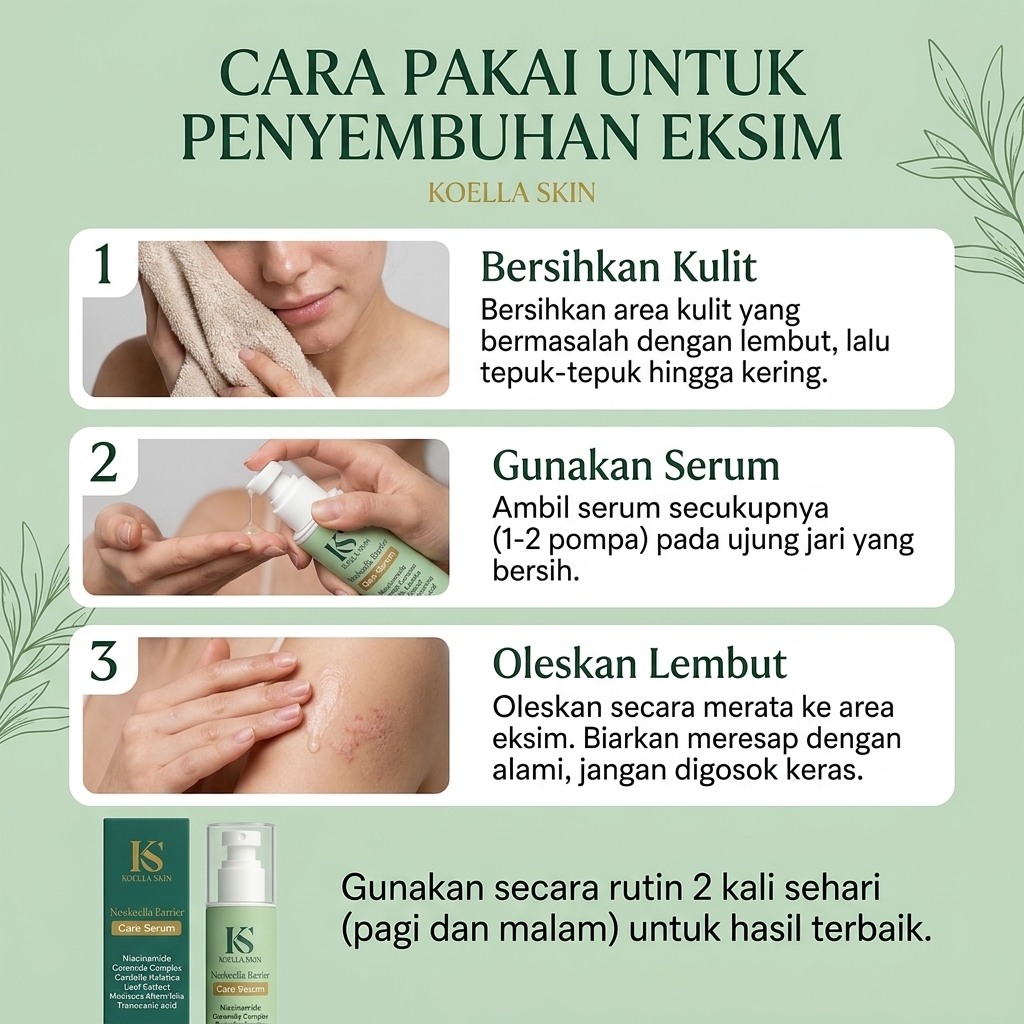 CARA PAKAI UNTUK
PENYEMBUHAN EKSIM
KOELLA SKIN
1
Bersihkan Kulit
Bersihkan area kulit yang
bermasalah dengan lembut, lalu
tepuk-tepuk hingga kering.
2
Gunakan Serum
Ambil serum secukupnya
(1-2 pompa) pada ujung jari yang
bersih.
KS
3
Oleskan Lembut
Oleskan secara merata ke area
eksim. Biarkan meresap dengan
alami, jangan digosok keras.
KS
KOELLA SKIN
Barrier
Care Serum
Niacinamide
KS
KOELLA SKIN
Barrier
Care
Gunakan secara rutin 2 kali sehari
(pagi dan malam) untuk hasil terbaik.